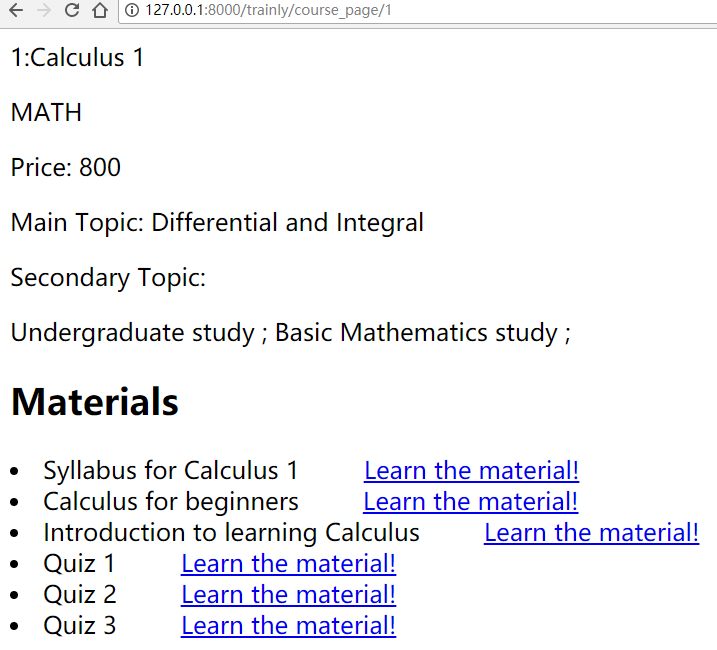 127.0.0.1:8000/trainly/course_page/1
1:Calculus 1
MATH
Price: 800
Main Topic: Differential and Integral
Secondary Topic:
Undergraduate study ; Basic Mathematics study ;
Materials
• Syllabus for Calculus 1 Learn the material!
• Calculus for beginners Learn the material!
• Introduction to learning Calculus Learn the material!
• Quiz 1 Learn the material!
• Quiz 2 Learn the material!
• Quiz 3 Learn the material!